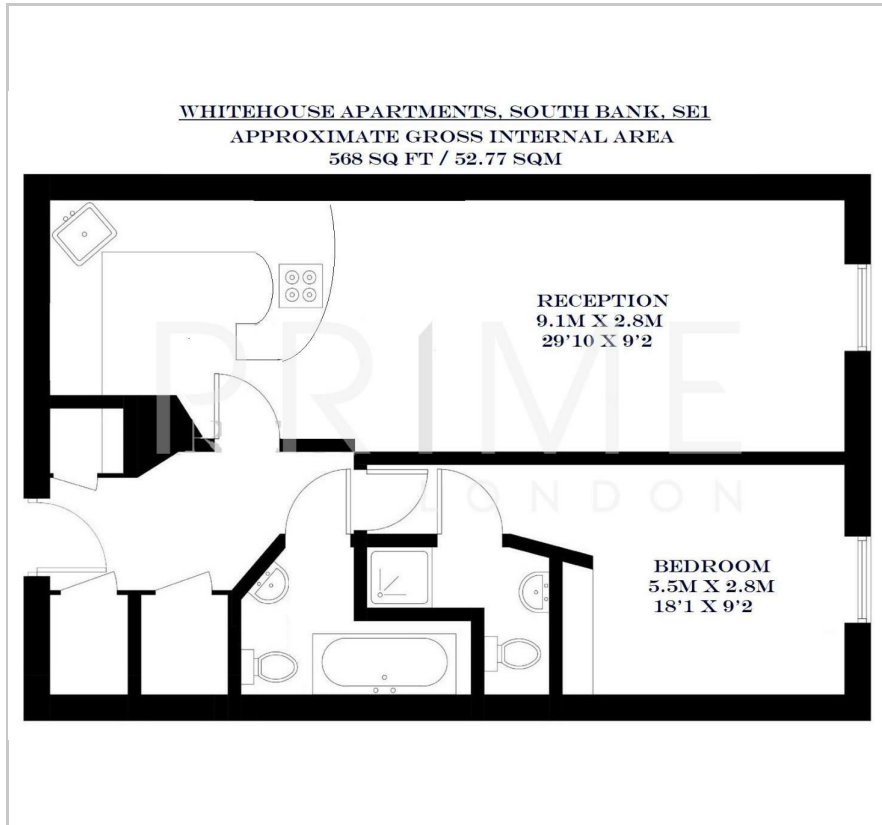 WHITEHOUSE APARTMENTS, SOUTH BANK, SE1
APPROXIMATE GROSS INTERNAL AREA
568 SQ FT / 52.77 SQM
RECEPTION
9.1M X 2.8M
29'10 X 9'2
PRIME
LONDON
BEDROOM
5.5M X 2.8M
18'1 X 9'2